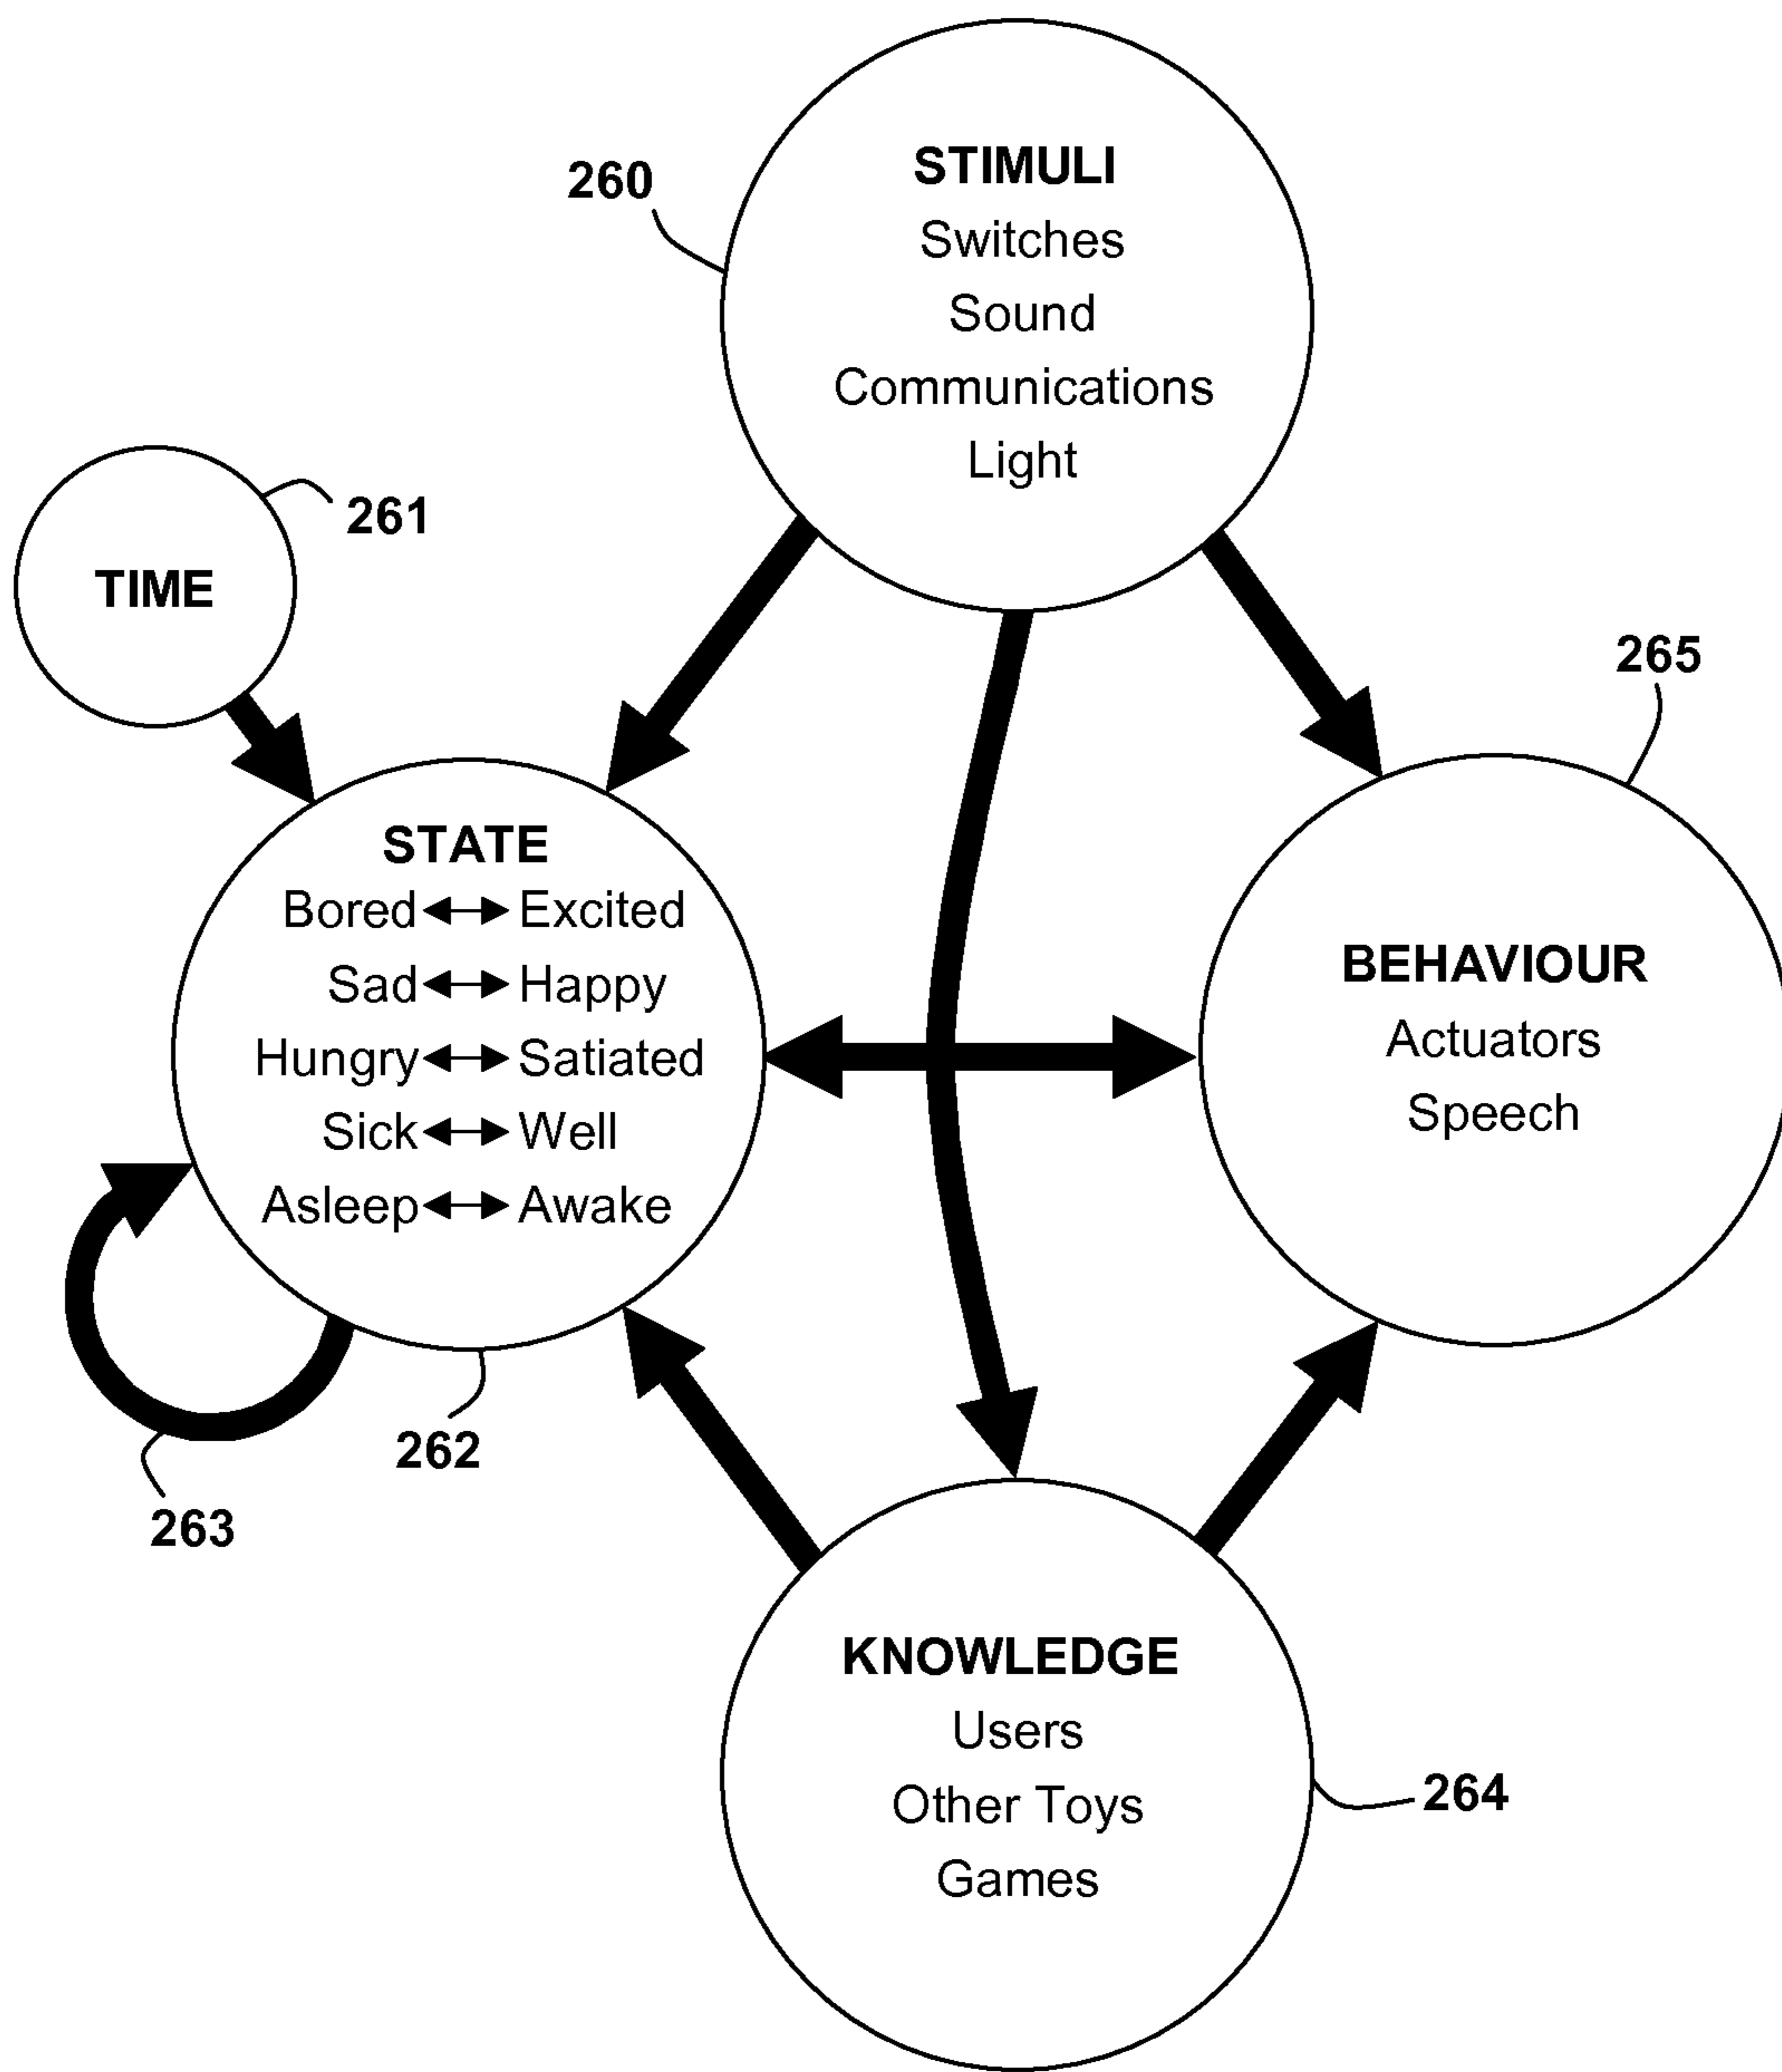 260
STIMULI
Switches
Sound
Communications
Light
261
TIME
265
STATE
Bored Excited
Sad Happy
Hungry Satiated
Sick Well
Asleep Awake
BEHAVIOUR
Actuators
Speech
262
263
KNOWLEDGE
Users
Other Toys
Games
264